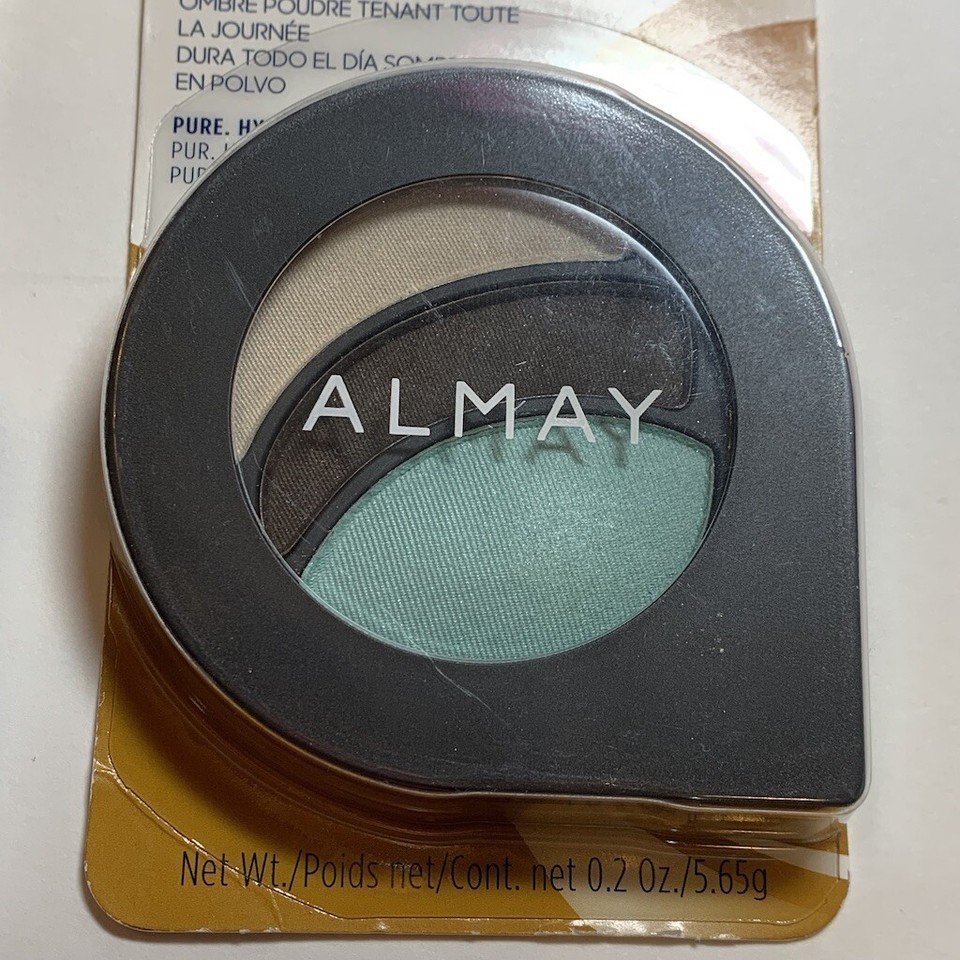 OMBRE POUDRE TENANT TOUTE
LA JOURNÉE
DURA TODO EL DÍA
EN POLVO
PURE.
PUR.
ALMAY
Net Wt./Poids net/Cont. net 0.2 Oz./5.65g